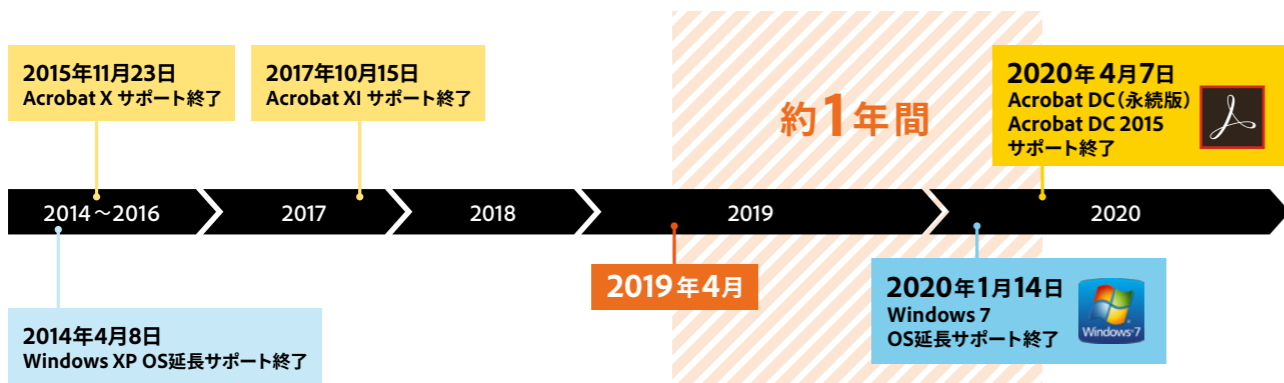 2015年11月23日
Acrobat X サポート終了
2017年10月15日
Acrobat XI サポート終了
約1年間
2020年4月7日
Acrobat DC（永続版）
Acrobat DC 2015
サポート終了
2014～2016
2017
2018
2019
2020
2014年4月8日
Windows XP OS延長サポート終了
2019年4月
2020年1月14日
Windows 7
OS延長サポート終了
Windows 7